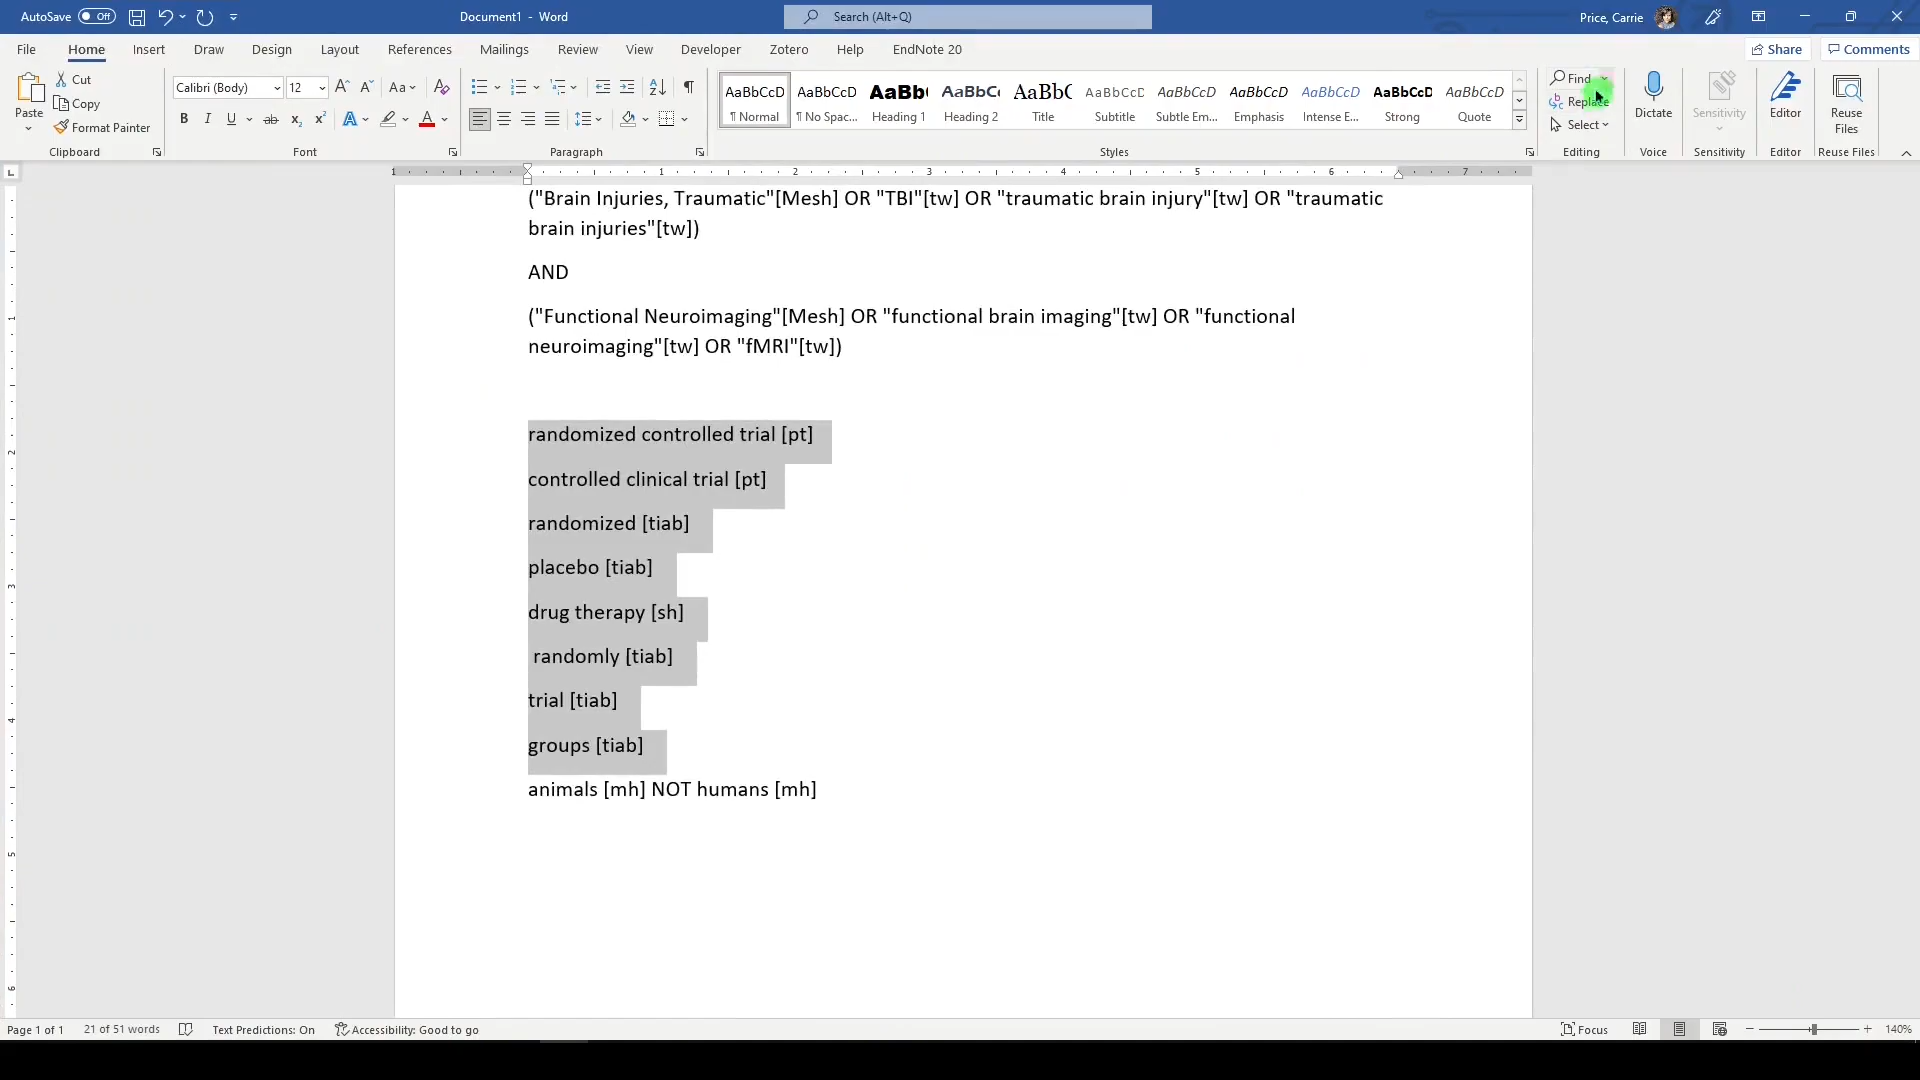 AutoSave Off Document1 - Word Search (Alt+Q) Price, Carrie
File Home Insert Draw Design Layout References Mailings Review View Developer Zotero Help EndNote 20 Share Comments
Paste Cut Copy Format Painter
Calibri (Body) 12
AaBbCcD AaBbCcD AaBb( AaBbC( AaBbC AaBbCcD AaBbCcD AaBbCcD AaBbCcD AaBbCcD AaBbCcD
¶ Normal ¶ No Spac... Heading 1 Heading 2 Title Subtitle Subtle Em... Emphasis Intense E... Strong Quote
Find
Replace
Select
Dictate Sensitivity Editor Reuse Files
Clipboard Font Paragraph Styles Editing Voice Sensitivity Editor Reuse Files
1 1 2 3 4 5 6 7
("Brain Injuries, Traumatic"[Mesh] OR "TBI"[tw] OR "traumatic brain injury"[tw] OR "traumatic
brain injuries"[tw])
AND
("Functional Neuroimaging"[Mesh] OR "functional brain imaging"[tw] OR "functional
neuroimaging"[tw] OR "fMRI"[tw])
randomized controlled trial [pt]
controlled clinical trial [pt]
randomized [tiab]
placebo [tiab]
drug therapy [sh]
randomly [tiab]
trial [tiab]
groups [tiab]
animals [mh] NOT humans [mh]
Page 1 of 1 21 of 51 words Text Predictions: On Accessibility: Good to go Focus 140%